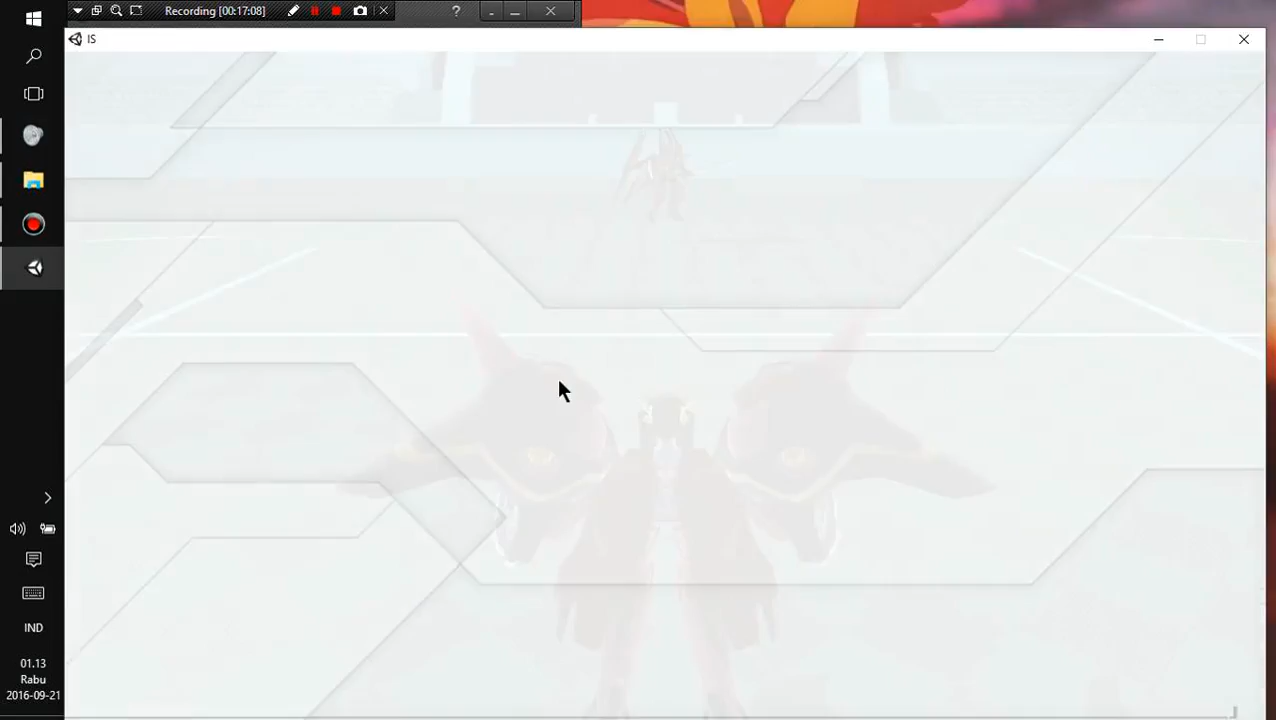 Recording [00:17:08]
?
IS
IND
01.13
Rabu
2016-09-21